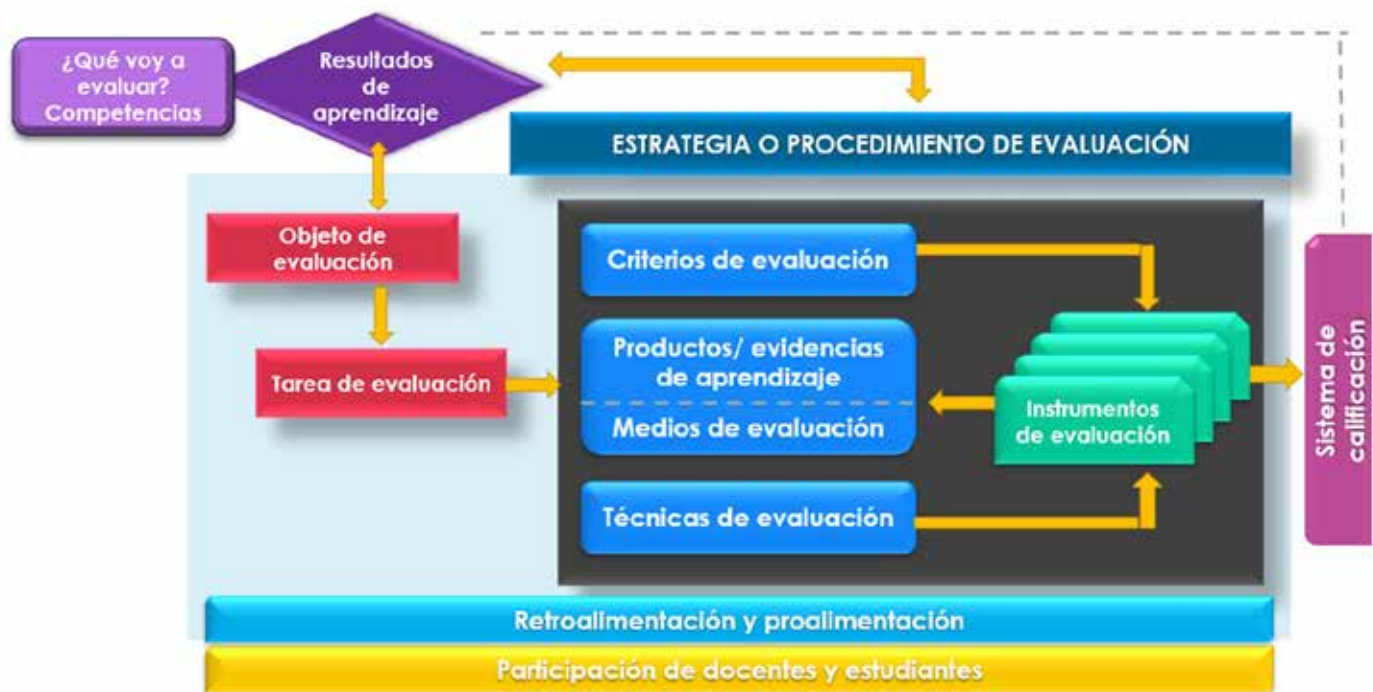 ¿Qué voy a
evaluar?
Competencias
Resultados
de
aprendizaje
ESTRATEGIA O PROCEDIMIENTO DE EVALUACIÓN
Objeto de
evaluación
Tarea de evaluación
Criterios de evaluación
Productos/ evidencias
de aprendizaje
Medios de evaluación
Técnicas de evaluación
Instrumentos
de evaluación
Sistema de
calificación
Retroalimentación y proalimentación
Participación de docentes y estudiantes